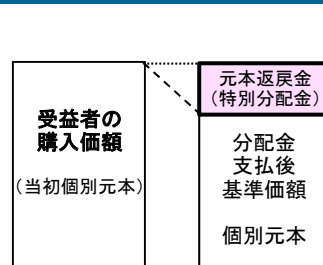 受益者の
購入価額
（当初個別元本）
元本返戻金
（特別分配金）
分配金
支払後
基準価額
個別元本